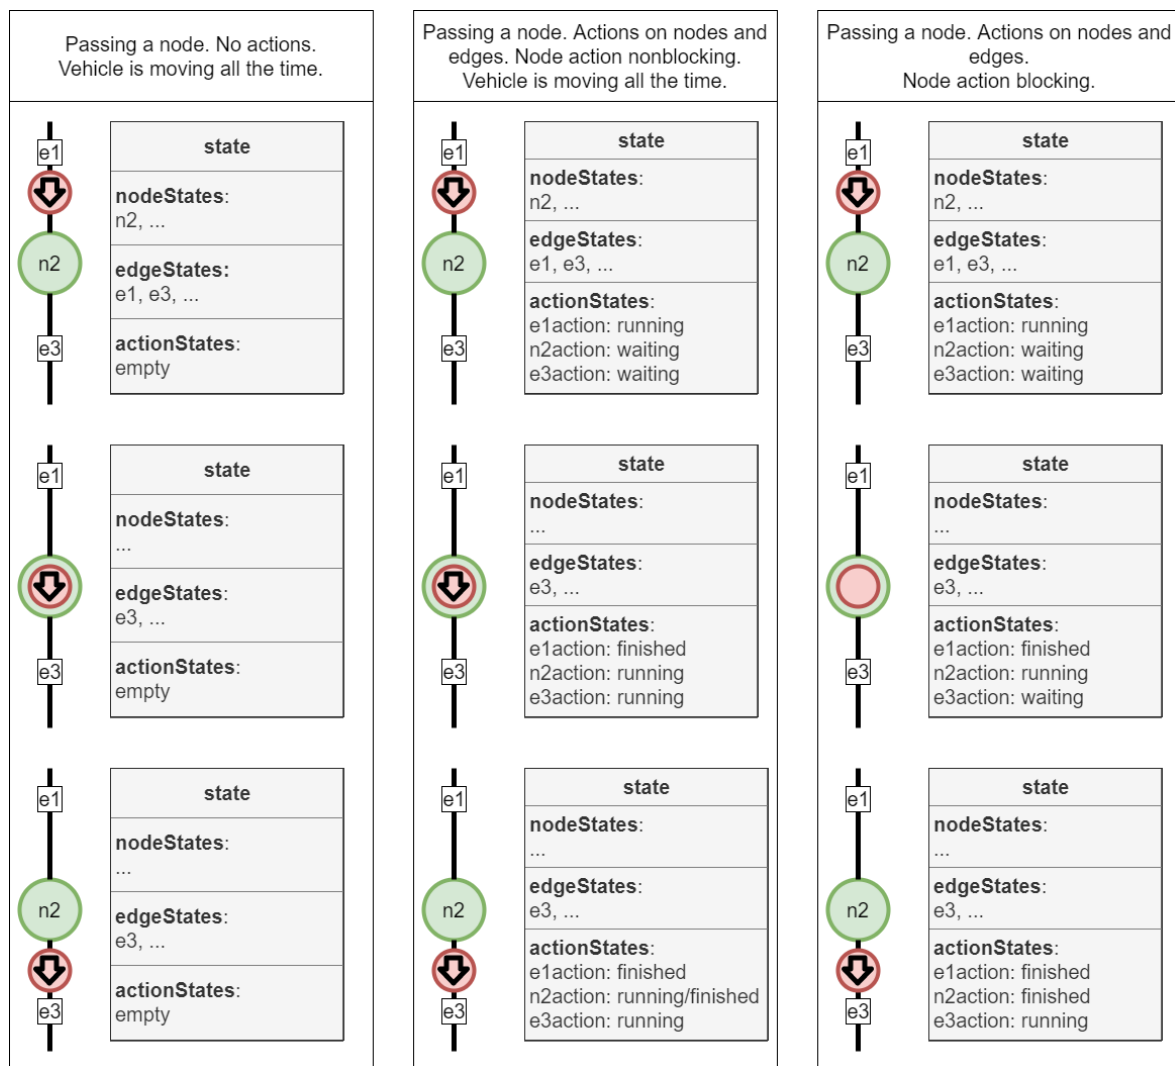 Passing a node. No actions.
Vehicle is moving all the time.
e1
n2
e3
state
nodeStates:
n2, ...
edgeStates:
e1, e3, ...
actionStates:
empty
e1
e3
state
nodeStates:
...
edgeStates:
e3, ...
actionStates:
empty
e1
n2
e3
state
nodeStates:
...
edgeStates:
e3, ...
actionStates:
empty
Passing a node. Actions on nodes and
edges. Node action nonblocking.
Vehicle is moving all the time.
e1
n2
e3
state
nodeStates:
n2, ...
edgeStates:
e1, e3, ...
actionStates:
e1action: running
n2action: waiting
e3action: waiting
e1
e3
state
nodeStates:
...
edgeStates:
e3, ...
actionStates:
e1action: finished
n2action: running
e3action: running
e1
n2
e3
state
nodeStates:
...
edgeStates:
e3, ...
actionStates:
e1action: finished
n2action: running/finished
e3action: running
Passing a node. Actions on nodes and
edges.
Node action blocking.
e1
n2
e3
state
nodeStates:
n2, ...
edgeStates:
e1, e3, ...
actionStates:
e1action: running
n2action: waiting
e3action: waiting
e1
e3
state
nodeStates:
...
edgeStates:
e3, ...
actionStates:
e1action: finished
n2action: running
e3action: waiting
e1
n2
e3
state
nodeStates:
...
edgeStates:
e3, ...
actionStates:
e1action: finished
n2action: finished
e3action: running